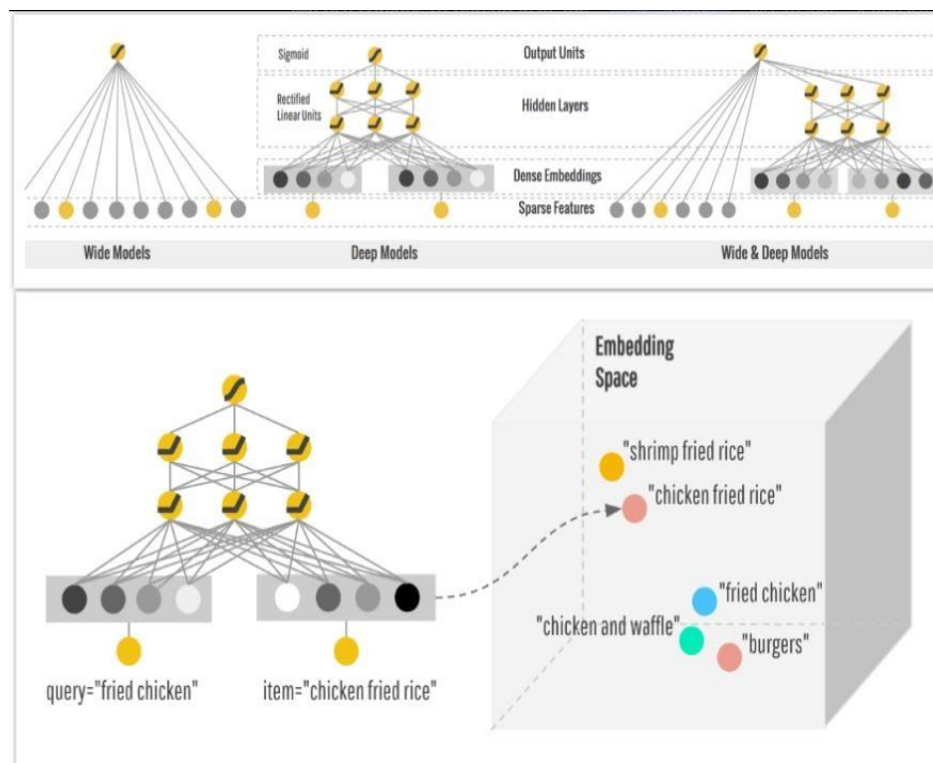 Sigmoid
Output Units
Rectified
Linear Units
Hidden Layers
Dense Embeddings
Sparse Features
Wide Models
Deep Models
Wide & Deep Models
Embedding
Space
"shrimp fried rice"
"chicken fried rice"
"fried chicken"
"chicken and waffle"
"burgers"
query="fried chicken"
item="chicken fried rice"